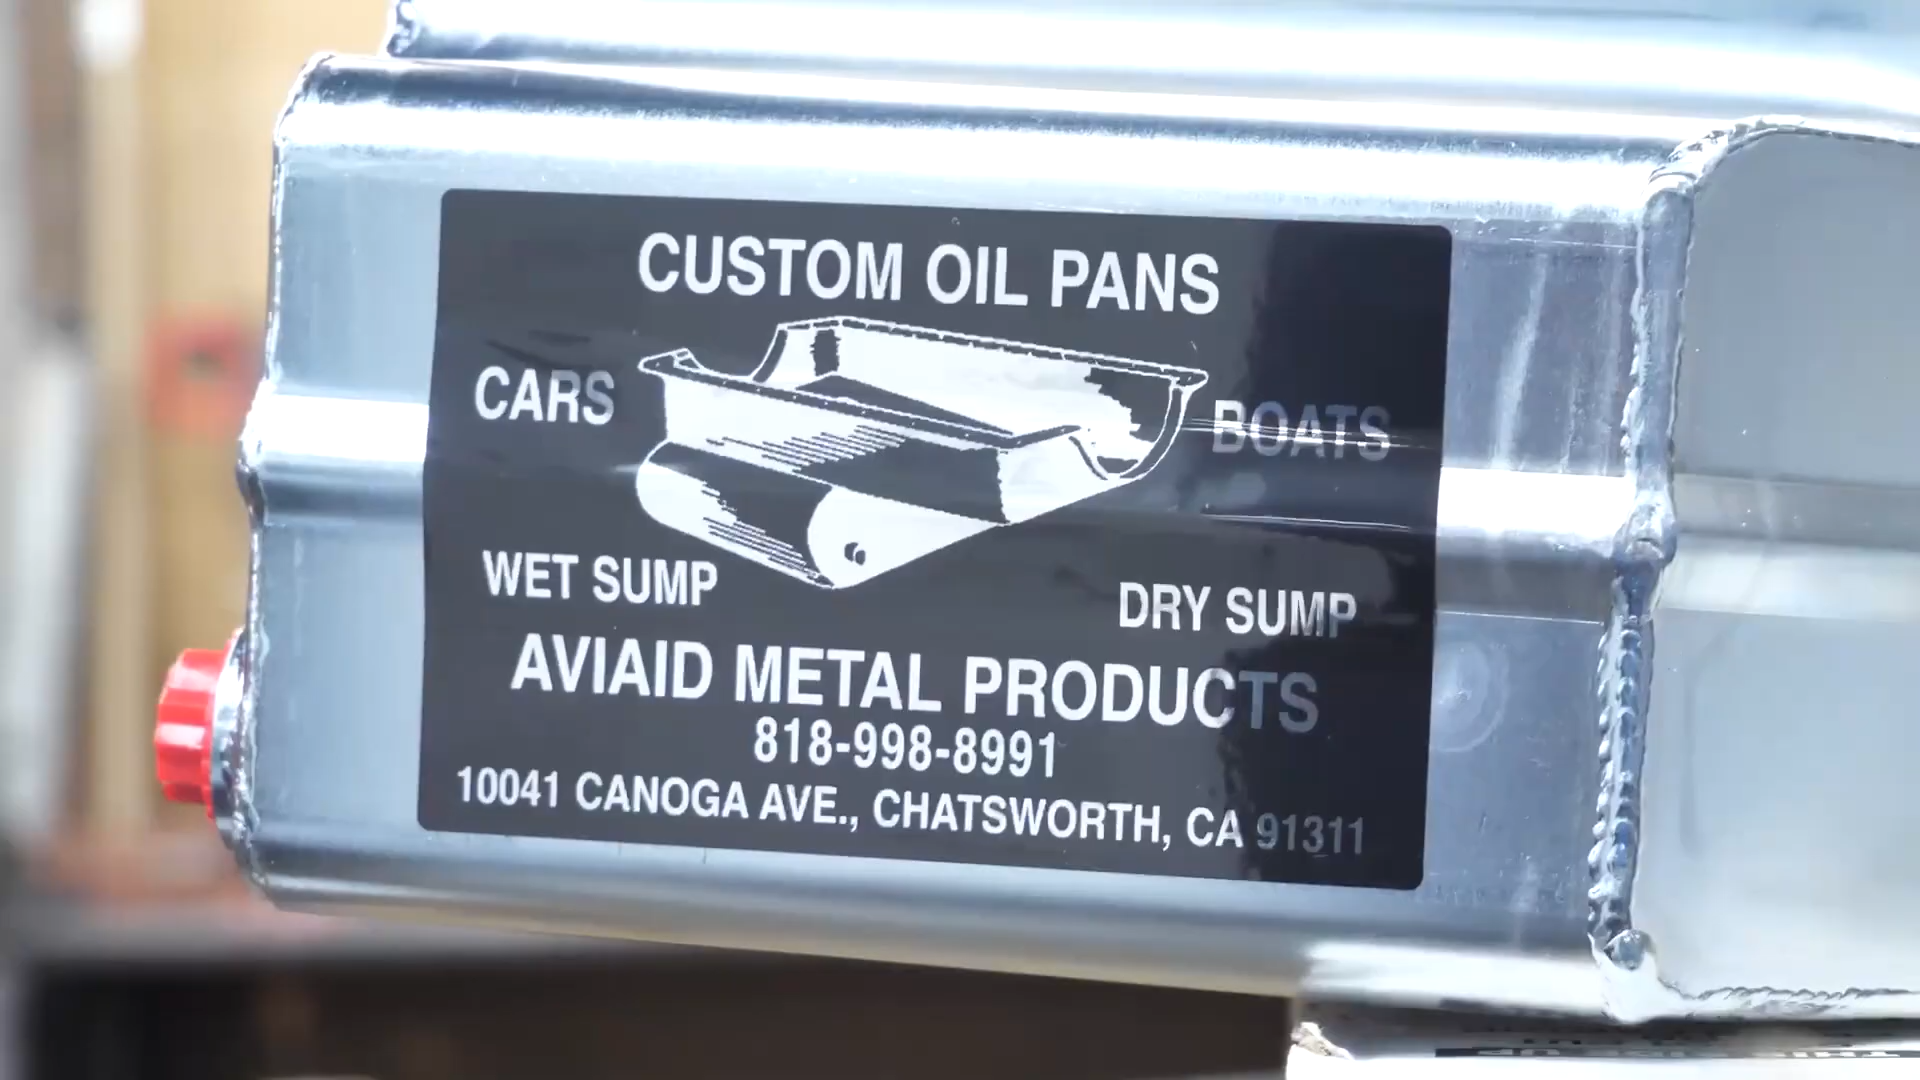 CUSTOM OIL PANS
CARS
BOATS
WET SUMP
DRY SUMP
AVIAID METAL PRODUCTS
818-998-8991
10041 CANOGA AVE., CHATSWORTH, CA 91311